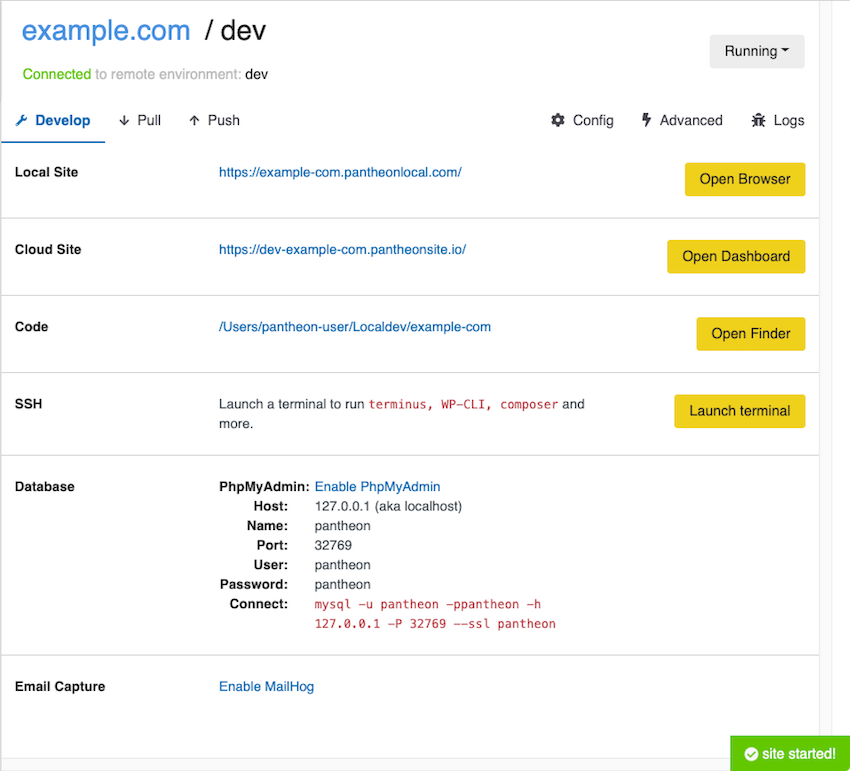 example.com / dev
Running
Connected to remote environment: dev
Develop Pull Push Config Advanced Logs
Local Site https://example-com.pantheonlocal.com/ Open Browser
Cloud Site https://dev-example-com.pantheonsite.io/ Open Dashboard
Code /Users/pantheon-user/Localdev/example-com Open Finder
SSH Launch a terminal to run terminus, WP-CLI, composer and Launch terminal
more.
Database PhpMyAdmin: Enable PhpMyAdmin
Host: 127.0.0.1 (aka localhost)
Name: pantheon
Port: 32769
User: pantheon
Password: pantheon
Connect: mysql -u pantheon -ppantheon -h
127.0.0.1 -P 32769 --ssl pantheon
Email Capture Enable MailHog
site started!